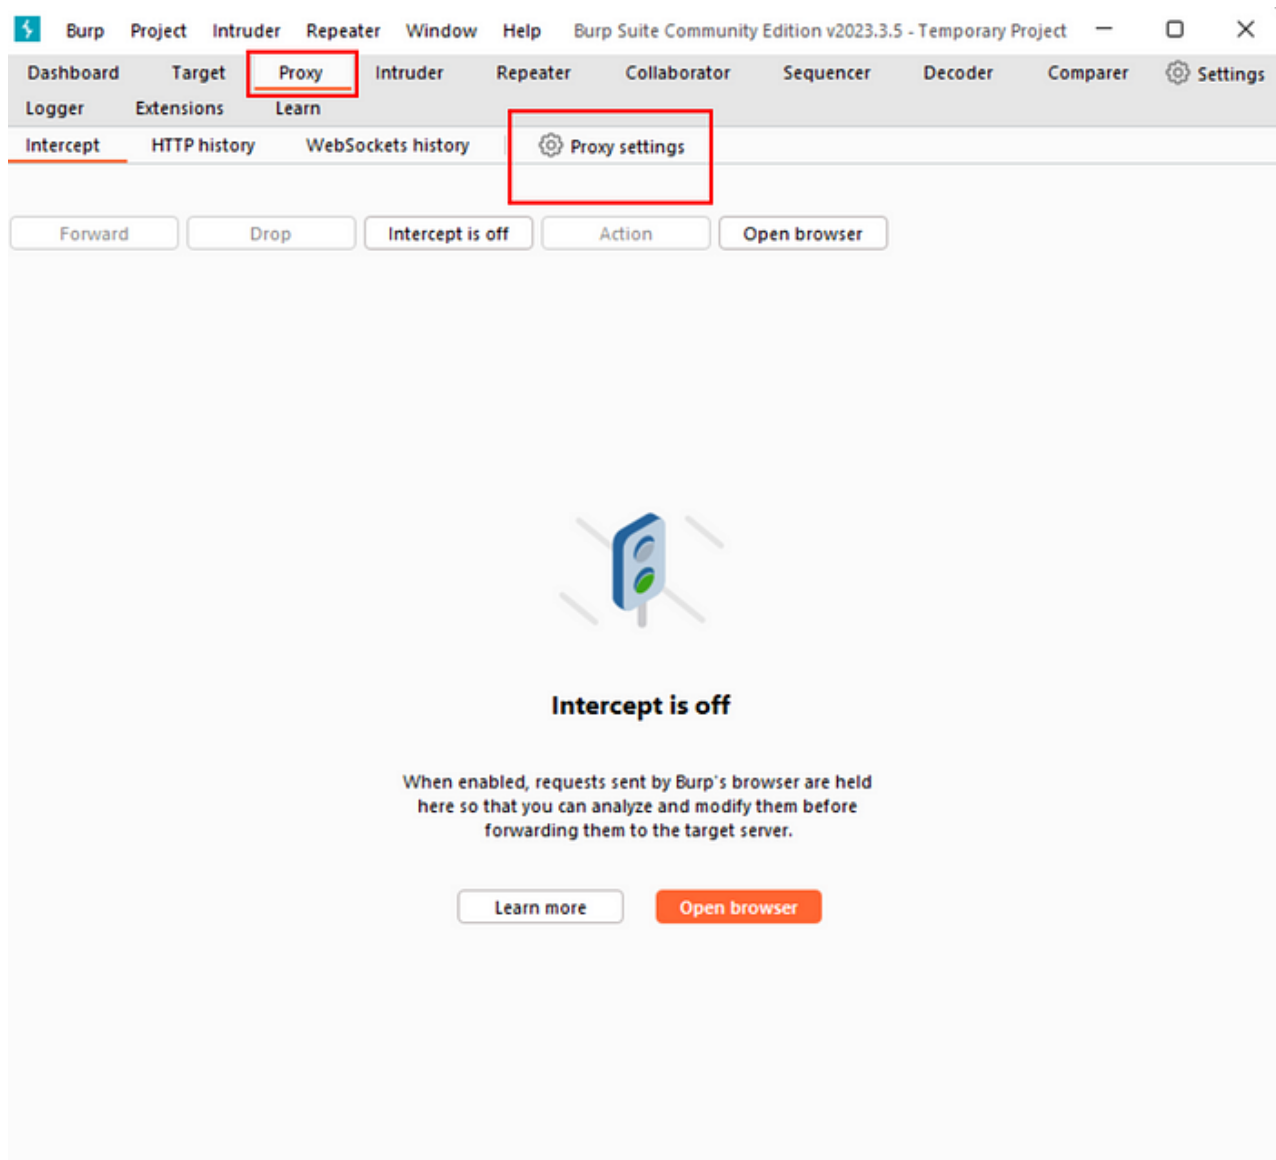 Burp Project Intruder Repeater Window Help Burp Suite Community Edition v2023.3.5 - Temporary Project
Dashboard Target Proxy Intruder Repeater Collaborator Sequencer Decoder Comparer Settings
Logger Extensions Learn
Intercept HTTP history WebSockets history Proxy settings
Forward Drop Intercept is off Action Open browser
Intercept is off
When enabled, requests sent by Burp's browser are held
here so that you can analyze and modify them before
forwarding them to the target server.
Learn more Open browser